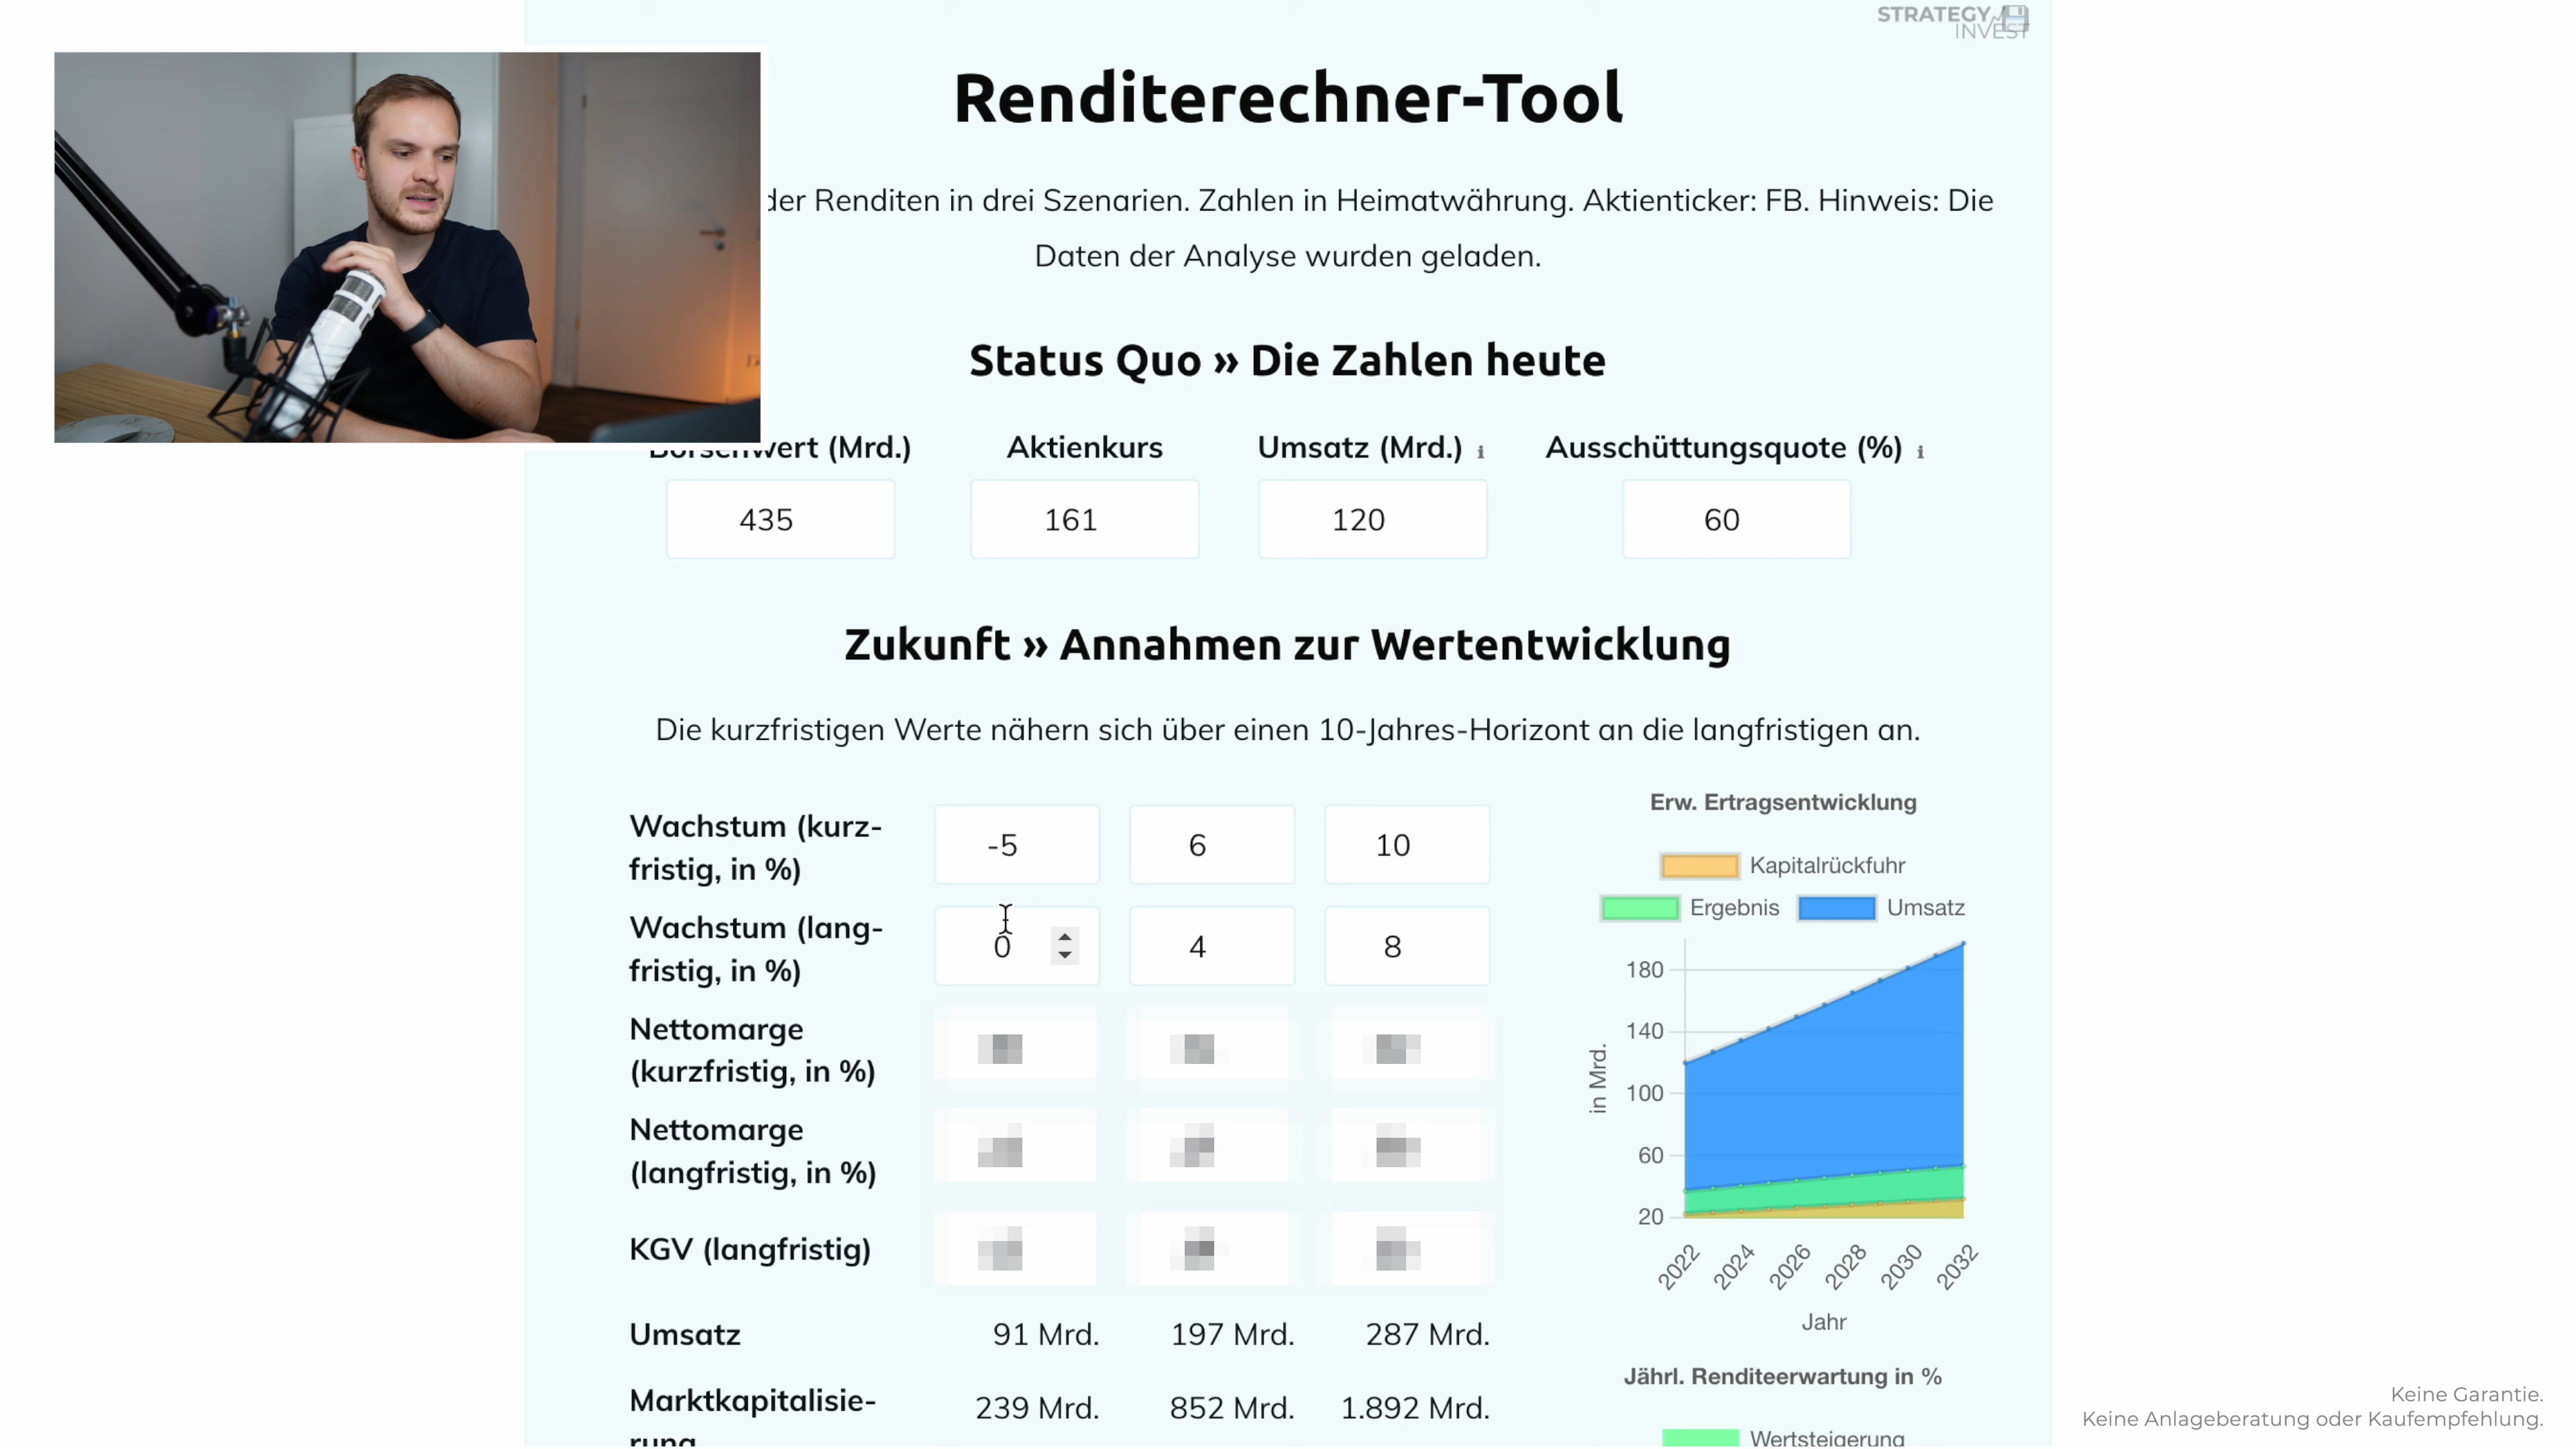 STRATEGY
INVEST
Renditerechner-Tool
der Renditen in drei Szenarien. Zahlen in Heimatwährung. Aktienticker: FB. Hinweis: Die
Daten der Analyse wurden geladen.
Status Quo » Die Zahlen heute
Börsenwert (Mrd.) Aktienkurs Umsatz (Mrd.) i Ausschüttungsquote (%) i
435 161 120 60
Zukunft » Annahmen zur Wertentwicklung
Die kurzfristigen Werte nähern sich über einen 10-Jahres-Horizont an die langfristigen an.
Wachstum (kurz-
fristig, in %)
-5 6 10
Wachstum (lang-
fristig, in %)
0 4 8
Nettomarge
(kurzfristig, in %)
Nettomarge
(langfristig, in %)
KGV (langfristig)
Umsatz 91 Mrd. 197 Mrd. 287 Mrd.
Marktkapitalisie-
rung
239 Mrd. 852 Mrd. 1.892 Mrd.
Erw. Ertragsentwicklung
Kapitalrückfuhr
Ergebnis Umsatz
180
140
100
60
20
in Mrd.
2022 2024 2026 2028 2030 2032
Jahr
Jährl. Renditeerwartung in %
Wertsteigerung
Keine Garantie.
Keine Anlageberatung oder Kaufempfehlung.